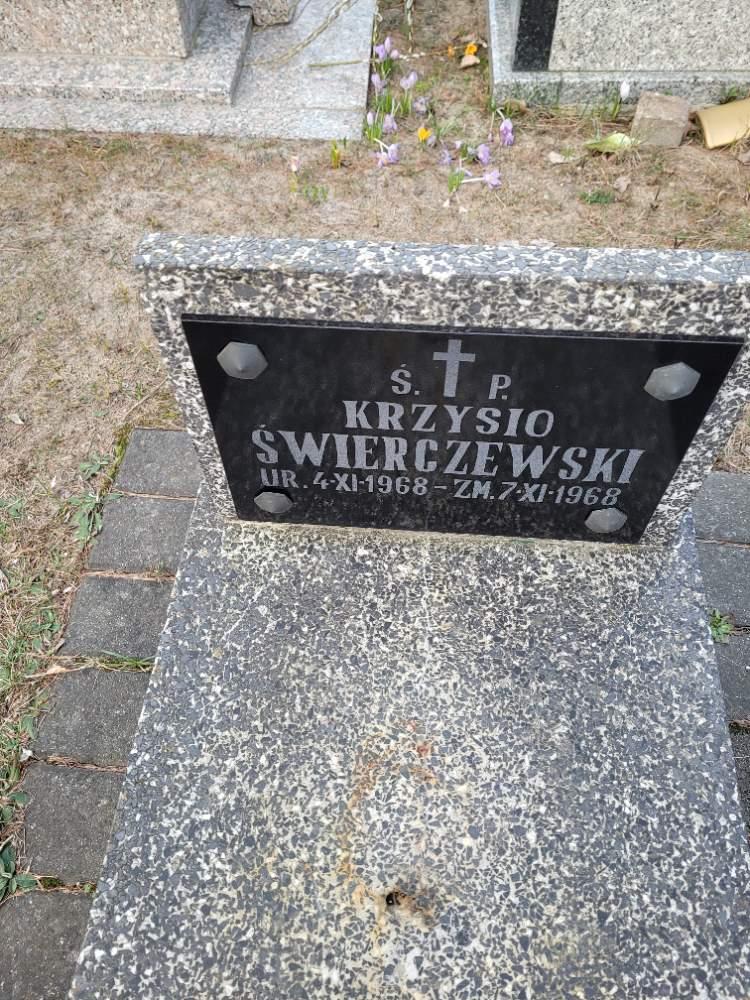 Ś. P.
KRZYSIO
ŚWIERCZEWSKI
UR. 4-XI-1968 - ZM. 7-XI-1968